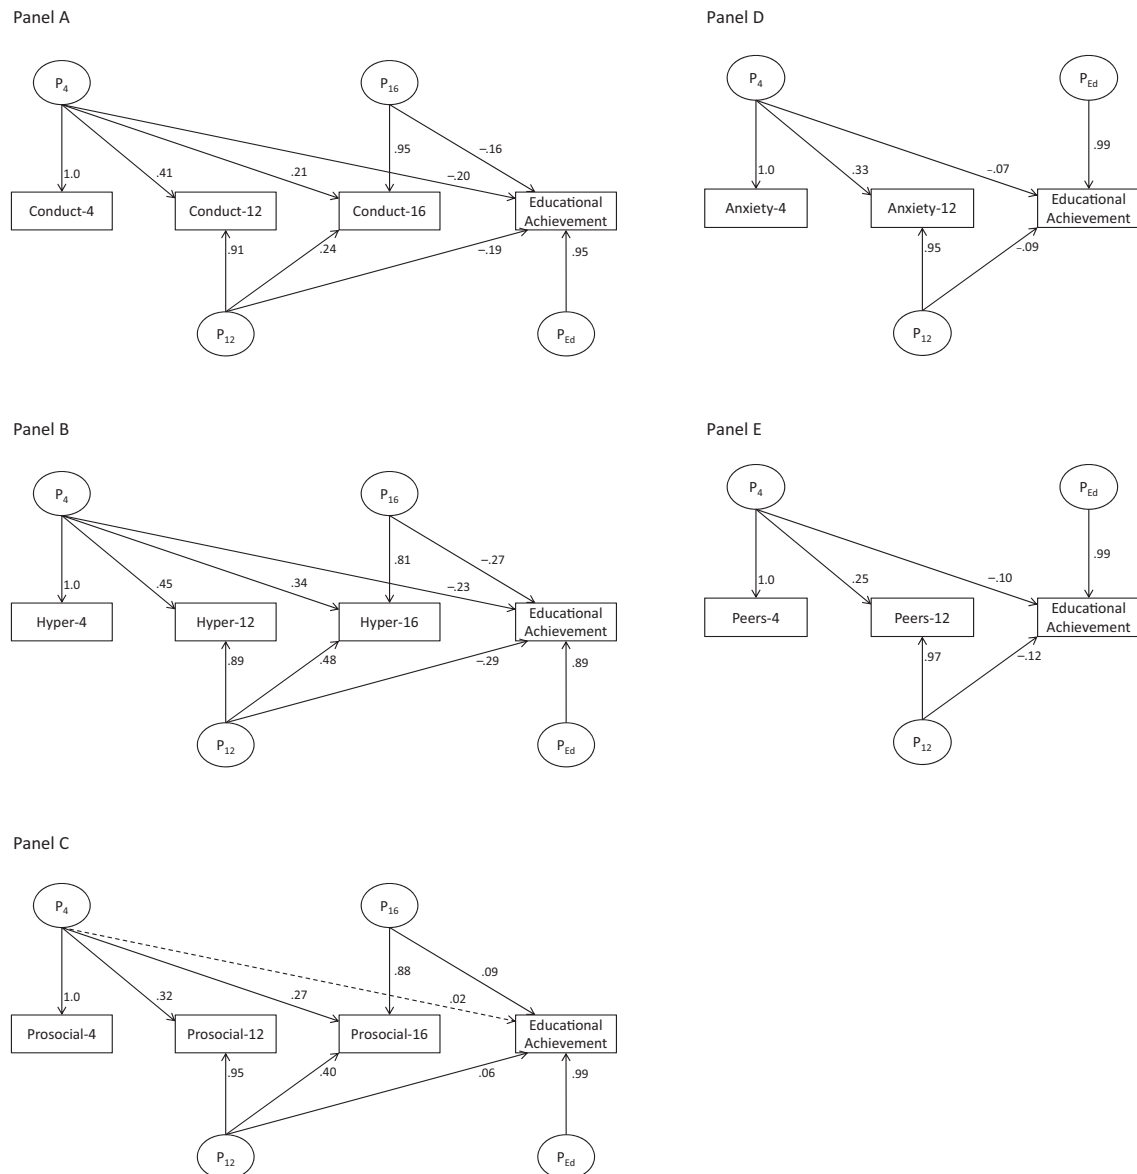 Panel A
P4
P16
1.0
.41
.21
.95
–.16
–.20
Conduct-4
Conduct-12
Conduct-16
Educational
Achievement
.91
.24
–.19
.95
P12
PEd
Panel B
P4
P16
1.0
.45
.34
.81
–.27
–.23
Hyper-4
Hyper-12
Hyper-16
Educational
Achievement
.89
.48
–.29
.89
P12
PEd
Panel C
P4
P16
1.0
.32
.27
.88
.09
.02
Prosocial-4
Prosocial-12
Prosocial-16
Educational
Achievement
.95
.40
.06
.99
P12
PEd
Panel D
P4
PEd
1.0
.33
–.07
.99
Anxiety-4
Anxiety-12
Educational
Achievement
.95
–.09
P12
Panel E
P4
PEd
1.0
.25
–.10
.99
Peers-4
Peers-12
Educational
Achievement
.97
–.12
P12